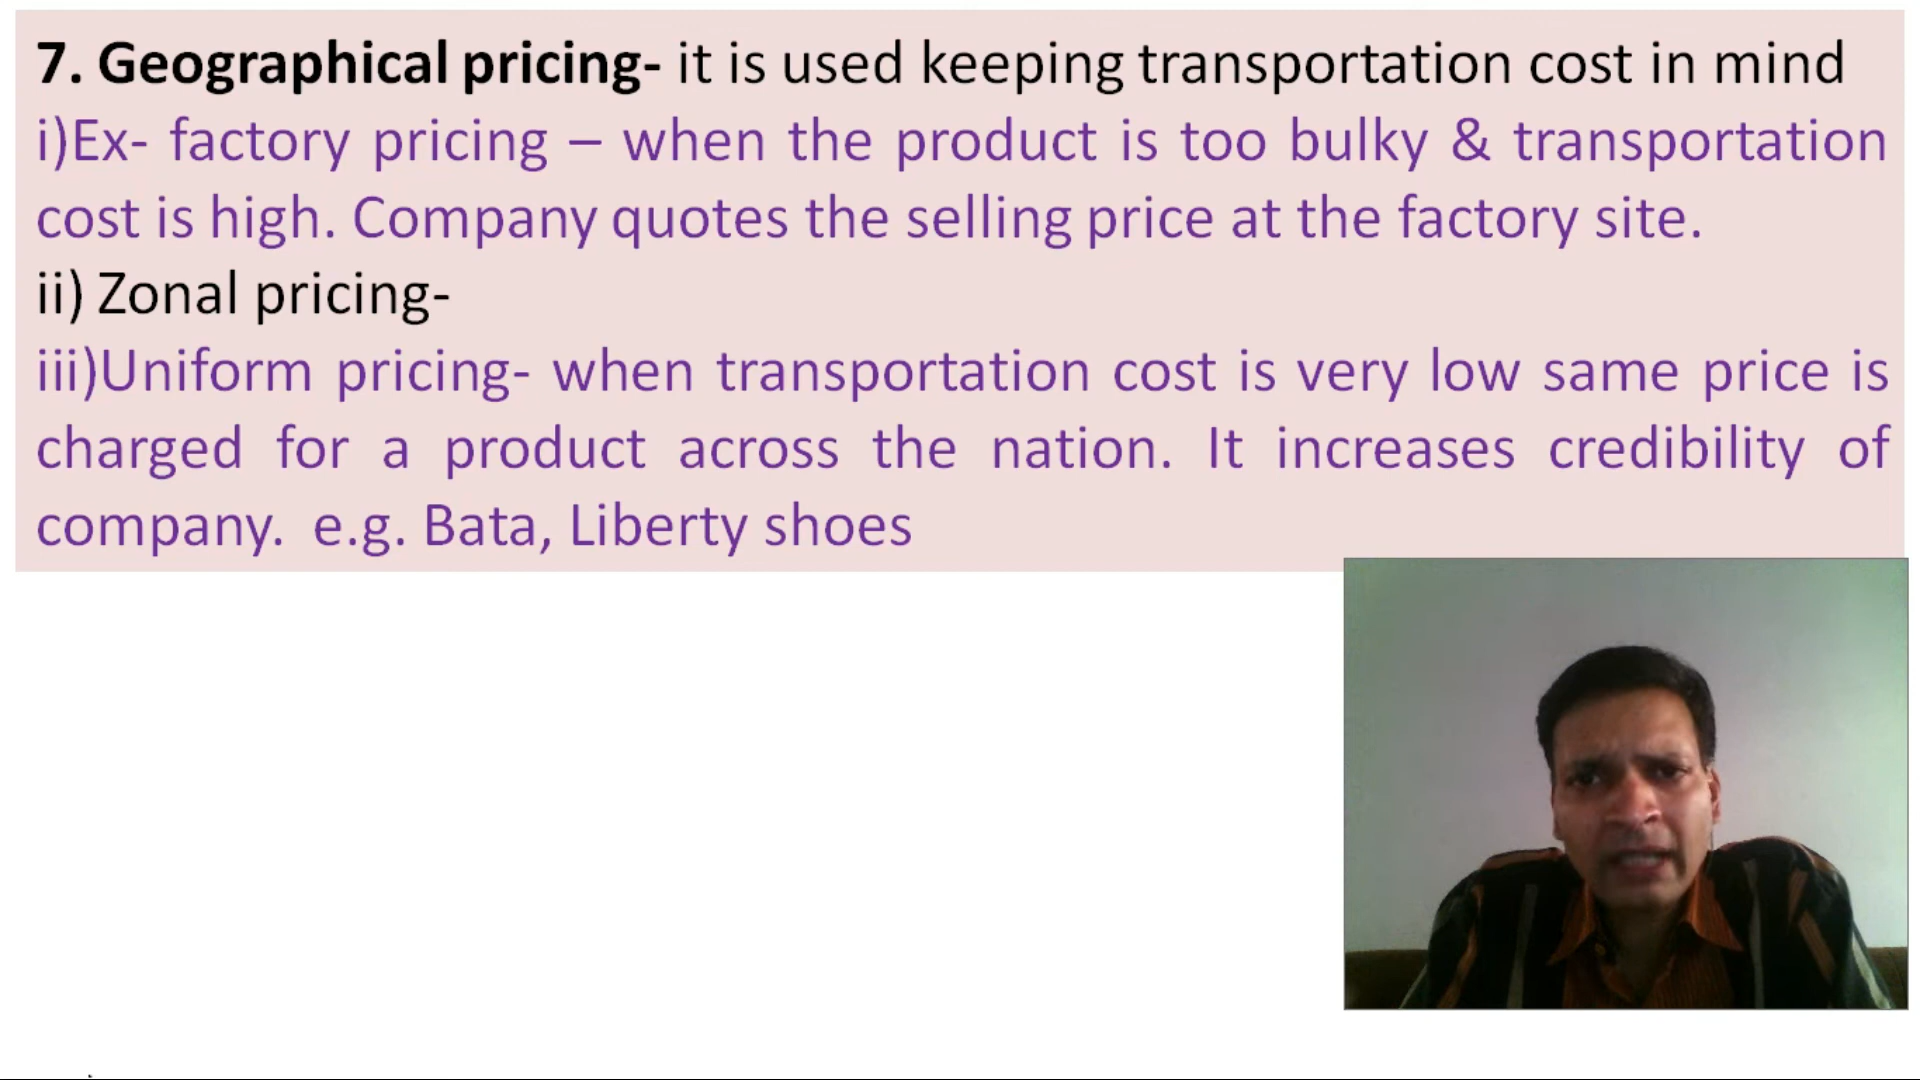 7. Geographical pricing- it is used keeping transportation cost in mind
i)Ex- factory pricing – when the product is too bulky & transportation
cost is high. Company quotes the selling price at the factory site.
ii) Zonal pricing-
iii)Uniform pricing- when transportation cost is very low same price is
charged for a product across the nation. It increases credibility of
company.  e.g. Bata, Liberty shoes